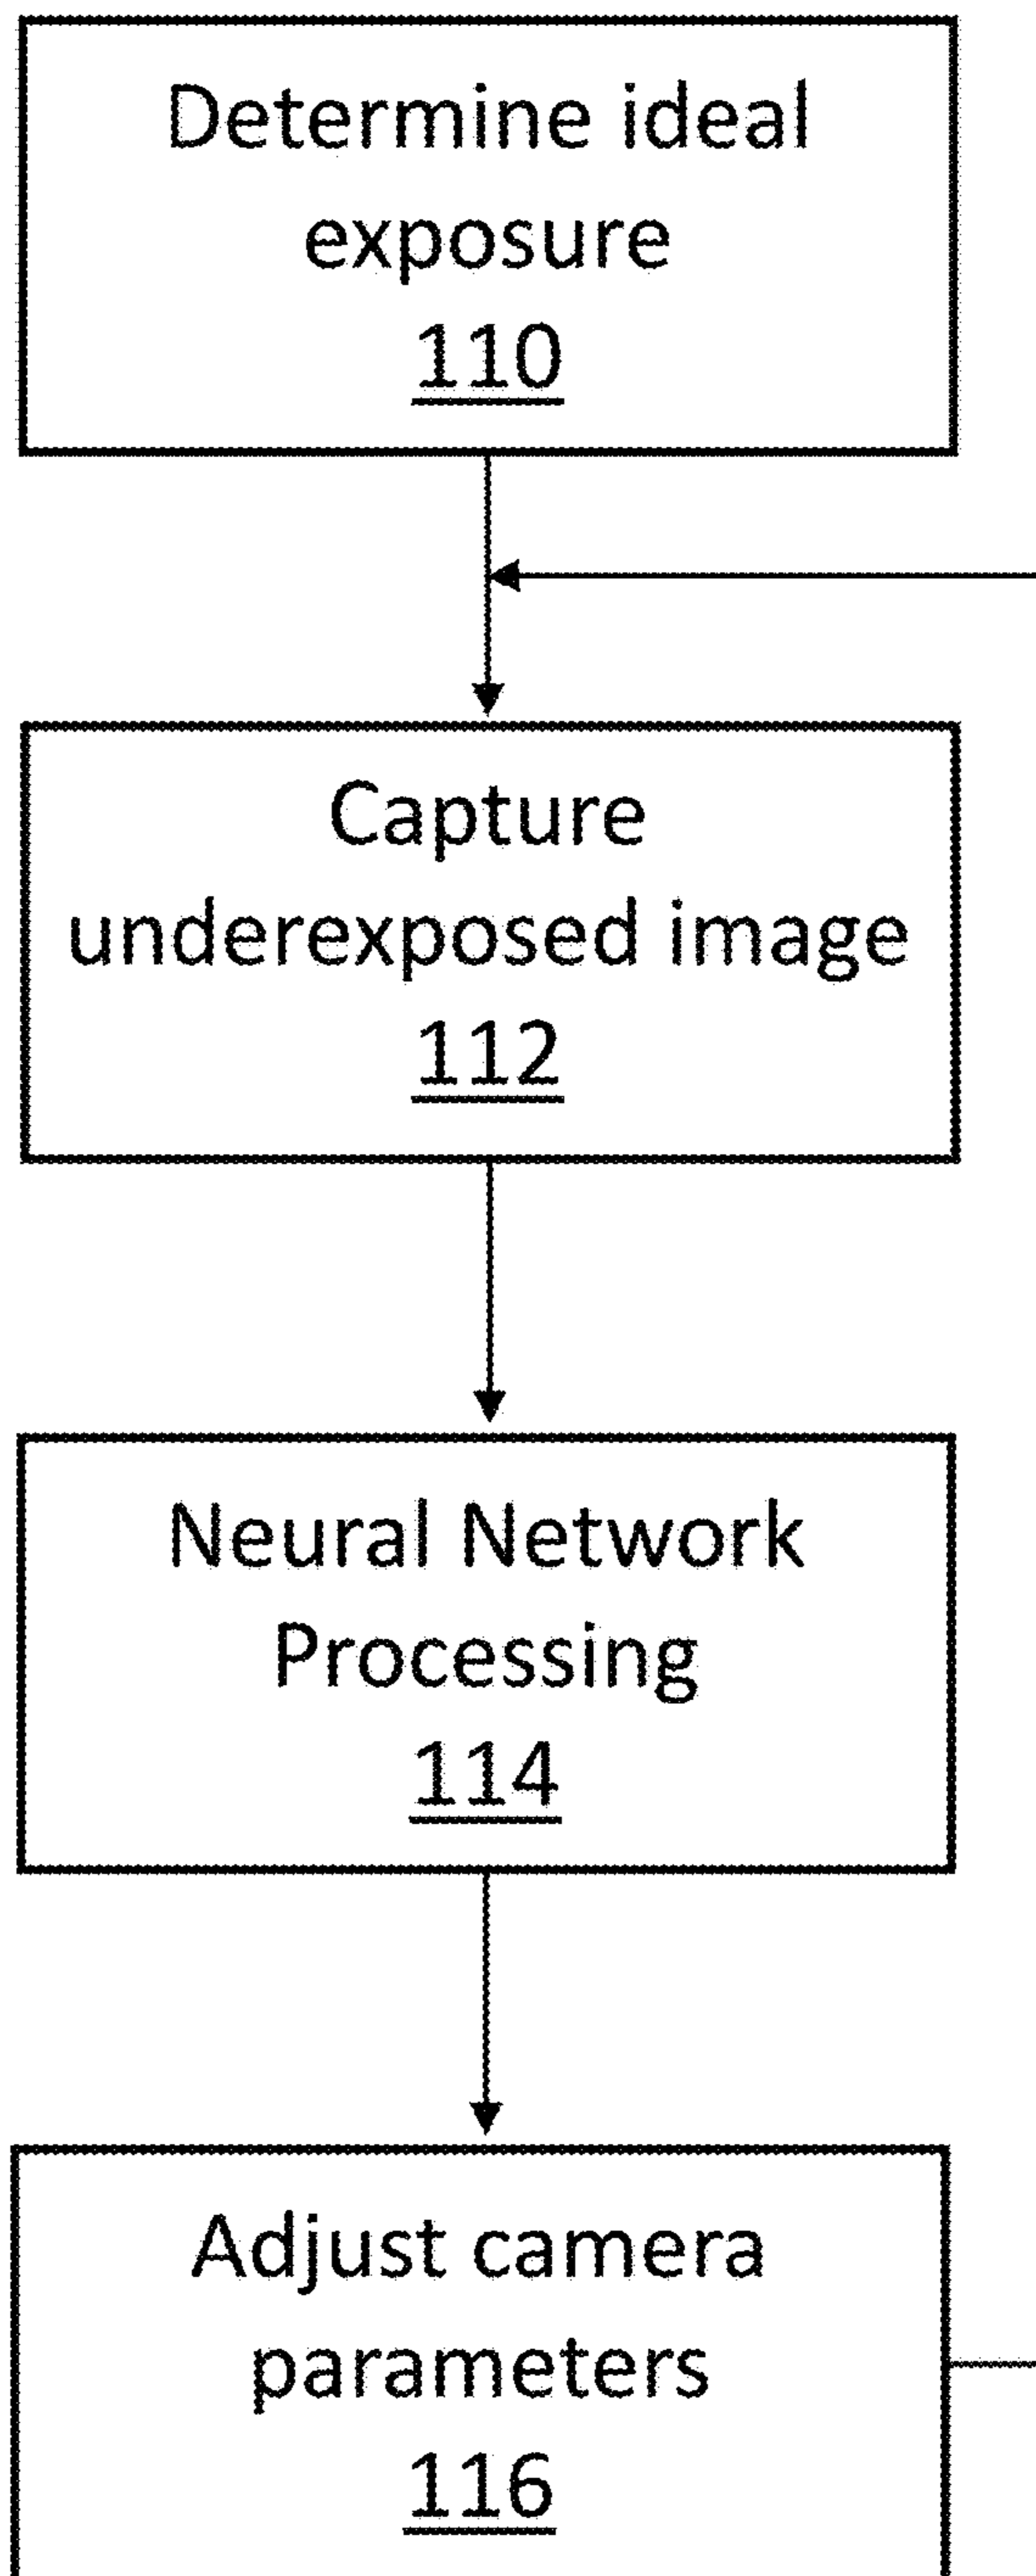 Determine ideal
exposure
110
Capture
underexposed image
112
Neural Network
Processing
114
Adjust camera
parameters
116